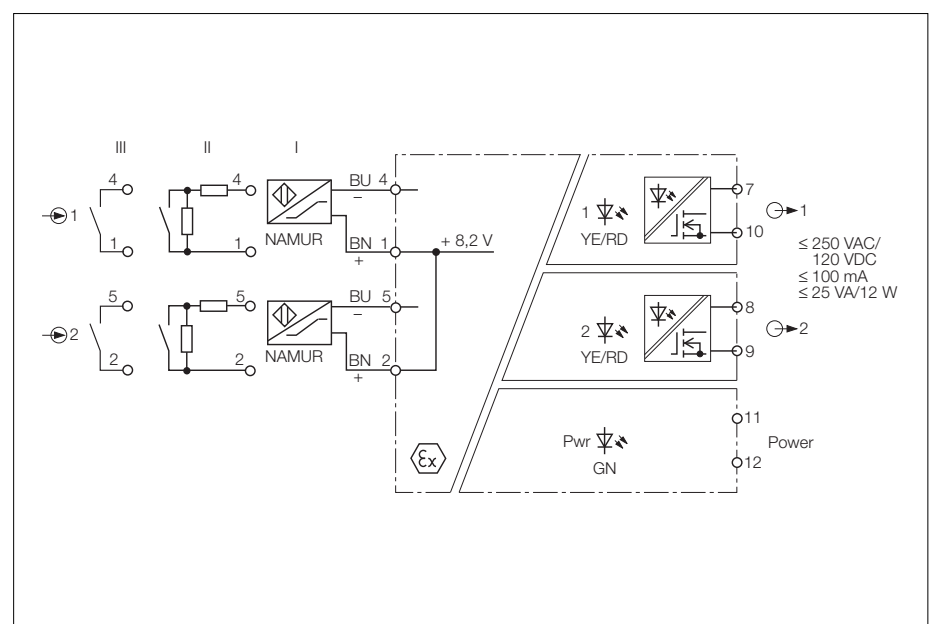 III II I
4 4 BU 4
–
1
1 1 NAMUR BN 1 + 8,2 V
+
5 5 BU 5
–
2
2 2 NAMUR BN 2
+
1
YE/RD
7
10
1
≤ 250 VAC/
120 VDC
≤ 100 mA
≤ 25 VA/12 W
2
YE/RD
8
9
2
Ex
Pwr
GN
11
12
Power